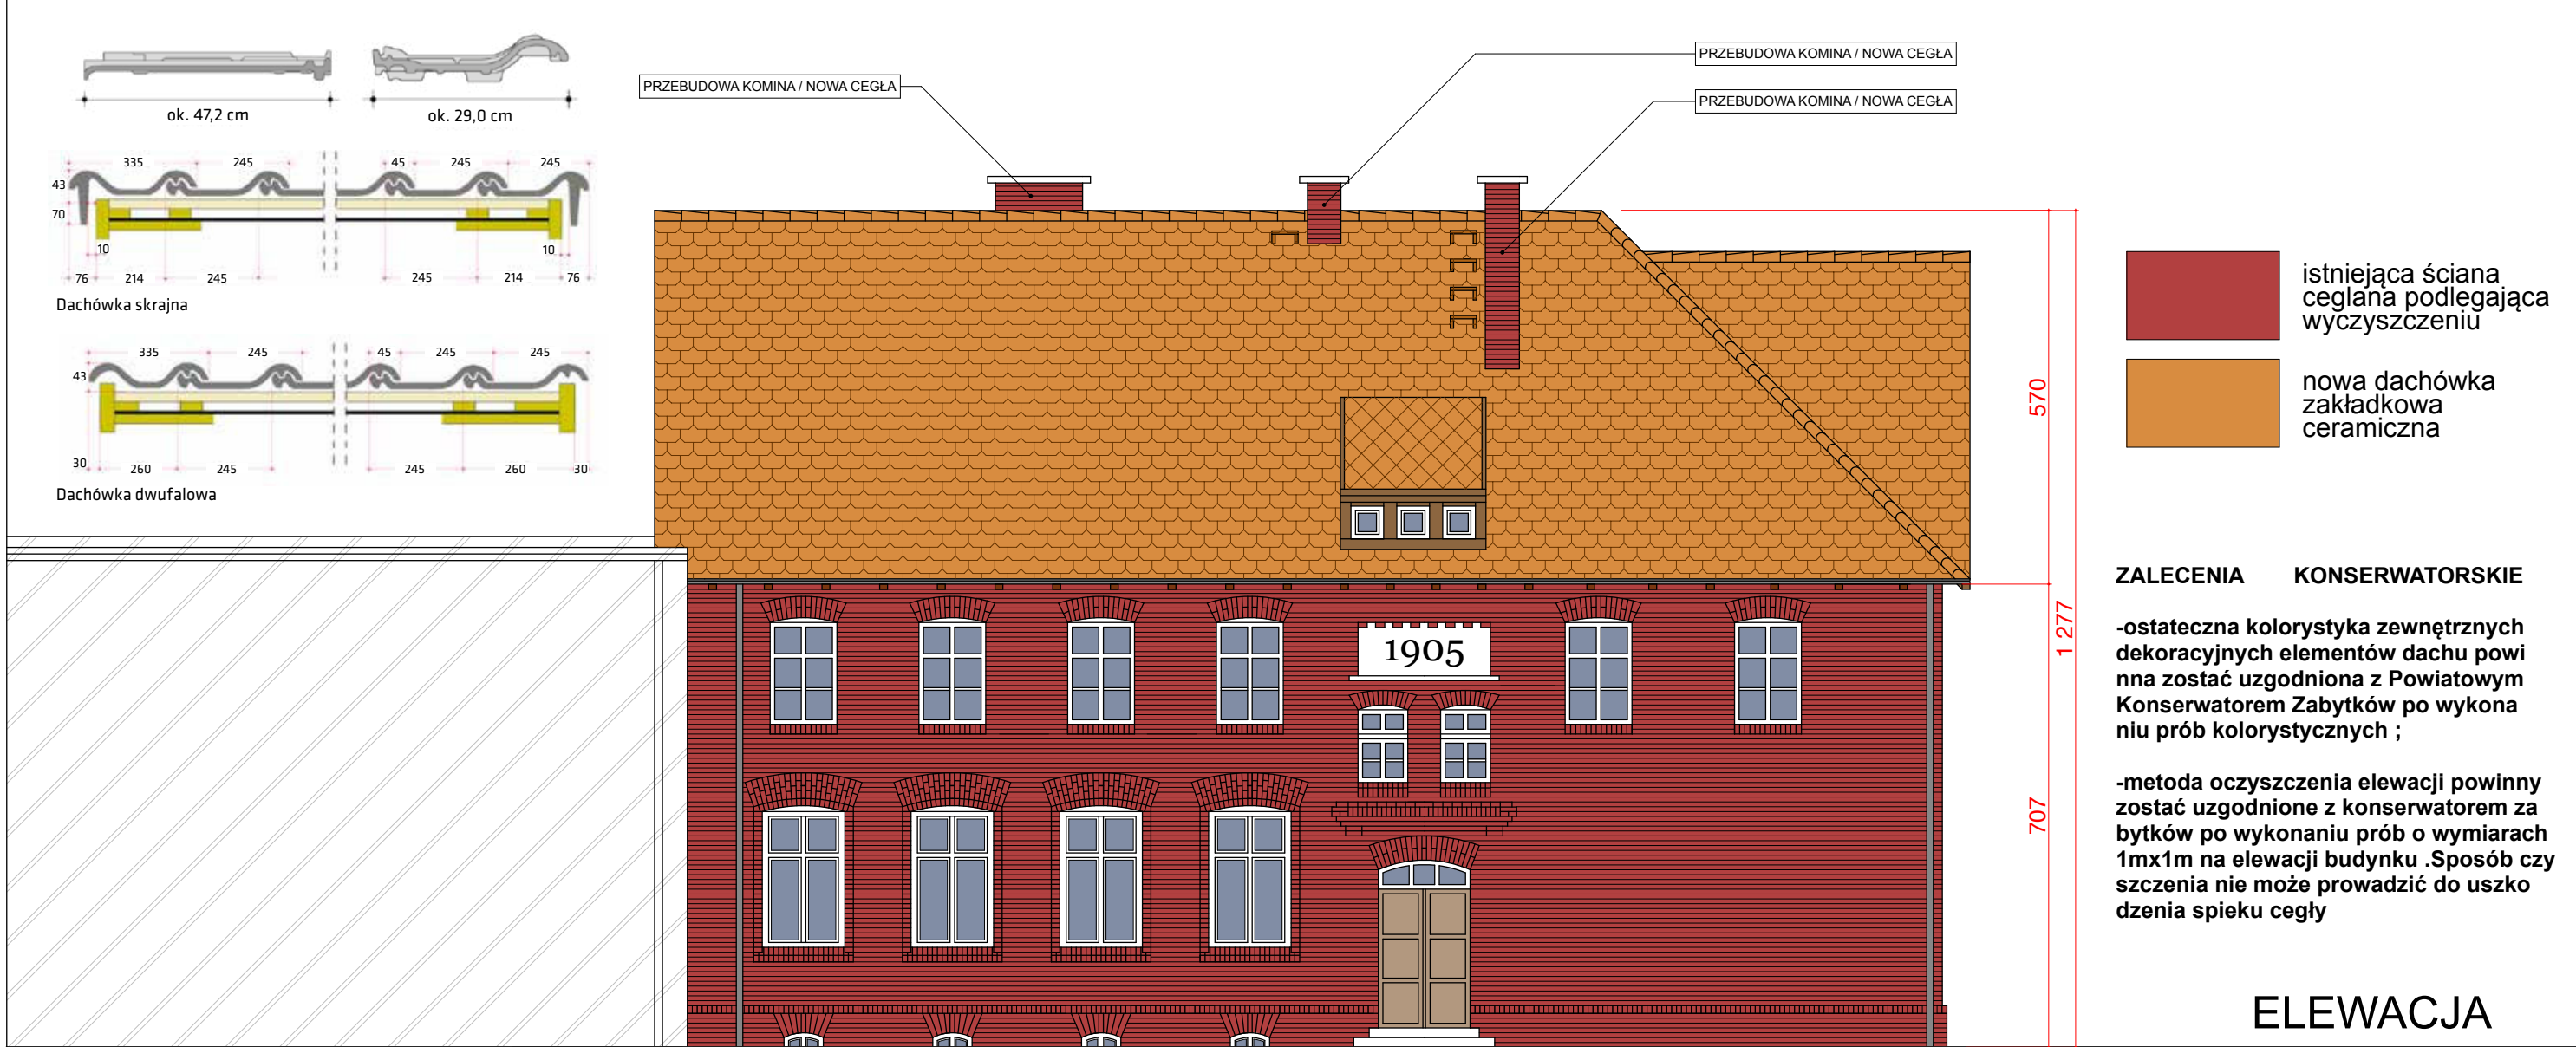 ok. 47,2 cm
ok. 29,0 cm
335 245 45 245 245
43
70
10 10
76 214 245 245 214 76
Dachówka skrajna
335 245 45 245 245
43
30 260 245 245 260 30
Dachówka dwufalowa
PRZEBUDOWA KOMINA / NOWA CEGŁA
PRZEBUDOWA KOMINA / NOWA CEGŁA
PRZEBUDOWA KOMINA / NOWA CEGŁA
1905
570
1 277
707
istniejąca ściana
ceglana podlegająca
wyczyszczeniu
nowa dachówka
zakładkowa
ceramiczna
ZALECENIA KONSERWATORSKIE
-ostateczna kolorystyka zewnętrznych
dekoracyjnych elementów dachu powi
nna zostać uzgodniona z Powiatowym
Konserwatorem Zabytków po wykona
niu prób kolorystycznych ;
-metoda oczyszczenia elewacji powinny
zostać uzgodnione z konserwatorem za
bytków po wykonaniu prób o wymiarach
1mx1m na elewacji budynku .Sposób czy
szczenia nie może prowadzić do uszko
dzenia spieku cegły
ELEWACJA